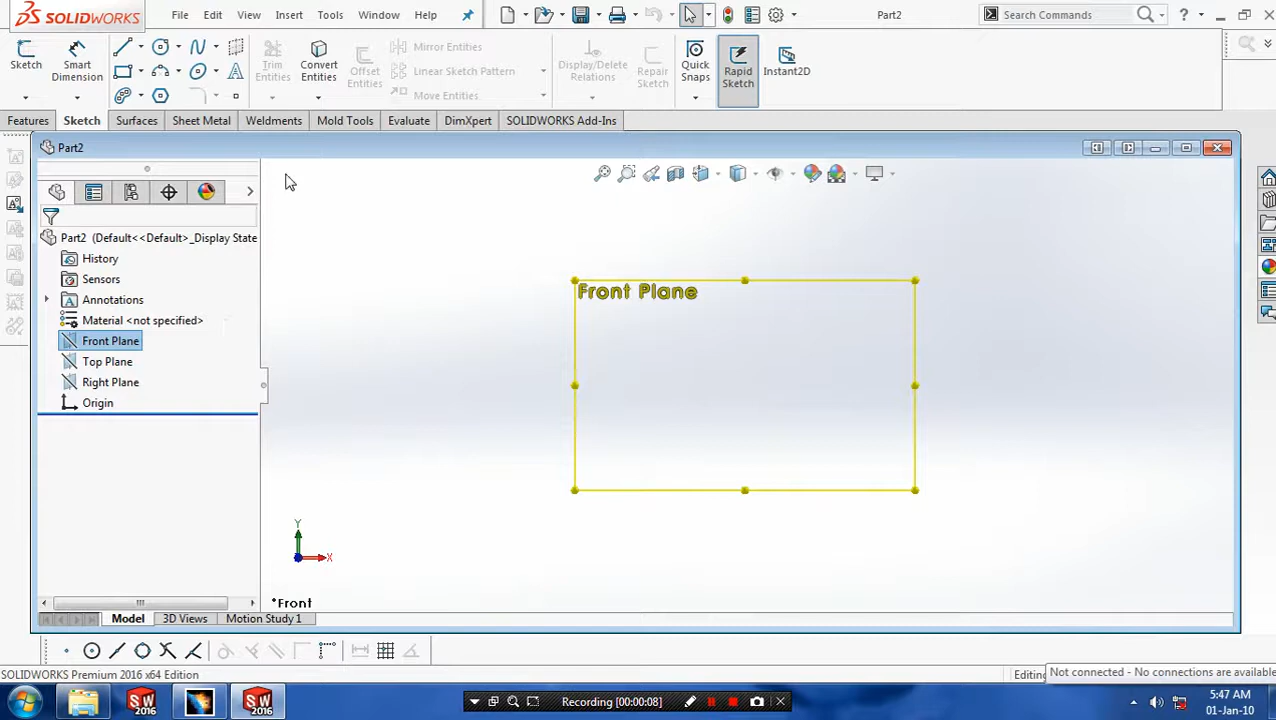 SOLIDWORKS
File Edit View Insert Tools Window Help
Part2
Search Commands
Sketch
Smart Dimension
Trim Entities
Convert Entities
Offset Entities
Mirror Entities
Linear Sketch Pattern
Move Entities
Display/Delete Relations
Repair Sketch
Quick Snaps
Rapid Sketch
Instant2D
Features Sketch Surfaces Sheet Metal Weldments Mold Tools Evaluate DimXpert SOLIDWORKS Add-Ins
Part2
Part2 (Default<<Default>_Display State
History
Sensors
Annotations
Material <not specified>
Front Plane
Top Plane
Right Plane
Origin
Front Plane
Y
X
*Front
Model 3D Views Motion Study 1
SOLIDWORKS Premium 2016 x64 Edition
Editing
Not connected - No connections are available
SW 2016
SW 2016
Recording [00:00:08]
5:47 AM
01-Jan-10